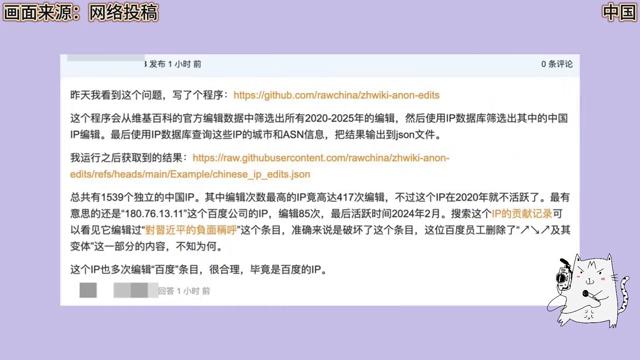 画面来源：网络投稿
中国
发布 1 小时 前
0 条评论
昨天我看到这个问题，写了个程序：https://github.com/rawchina/zhwiki-anon-edits
这个程序会从维基百科的官方编辑数据中筛选出所有2020-2025年的编辑，然后使用IP数据库筛选出其中的中国
IP编辑。最后使用IP数据库查询这些IP的城市和ASN信息，把结果输出到json文件。
我运行之后获取到的结果：https://raw.githubusercontent.com/rawchina/zhwiki-anon-
edits/refs/heads/main/Example/chinese_ip_edits.json
总共有1539个独立的中国IP。其中编辑次数最高的IP竟高达417次编辑，不过这个IP在2020年就不活跃了。最有
意思的还是“180.76.13.11”这个百度公司的IP，编辑85次，最后活跃时间2024年2月。搜索这个IP的贡献记录可
以看见它编辑过“對習近平的負面稱呼”这个条目，准确来说是破坏了这个条目，这位百度员工删除了“↗↘↗及其
变体”这一部分的内容，不知为何。
这个IP也多次编辑“百度”条目，很合理，毕竟是百度的IP。
回答 1 小时 前